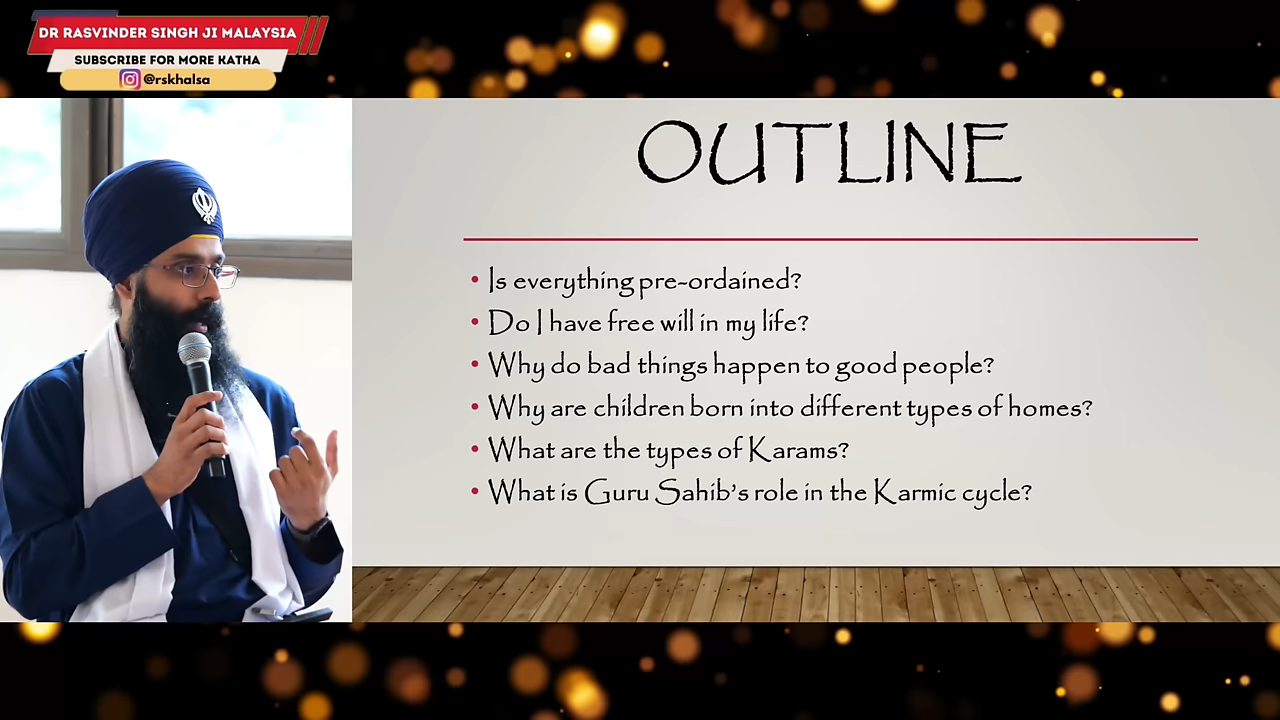 DR RASVINDER SINGH JI MALAYSIA
SUBSCRIBE FOR MORE KATHA
@rskhalsa
OUTLINE
• Is everything pre-ordained?
• Do I have free will in my life?
• Why do bad things happen to good people?
• Why are children born into different types of homes?
• What are the types of Karams?
• What is Guru Sahib's role in the Karmic cycle?